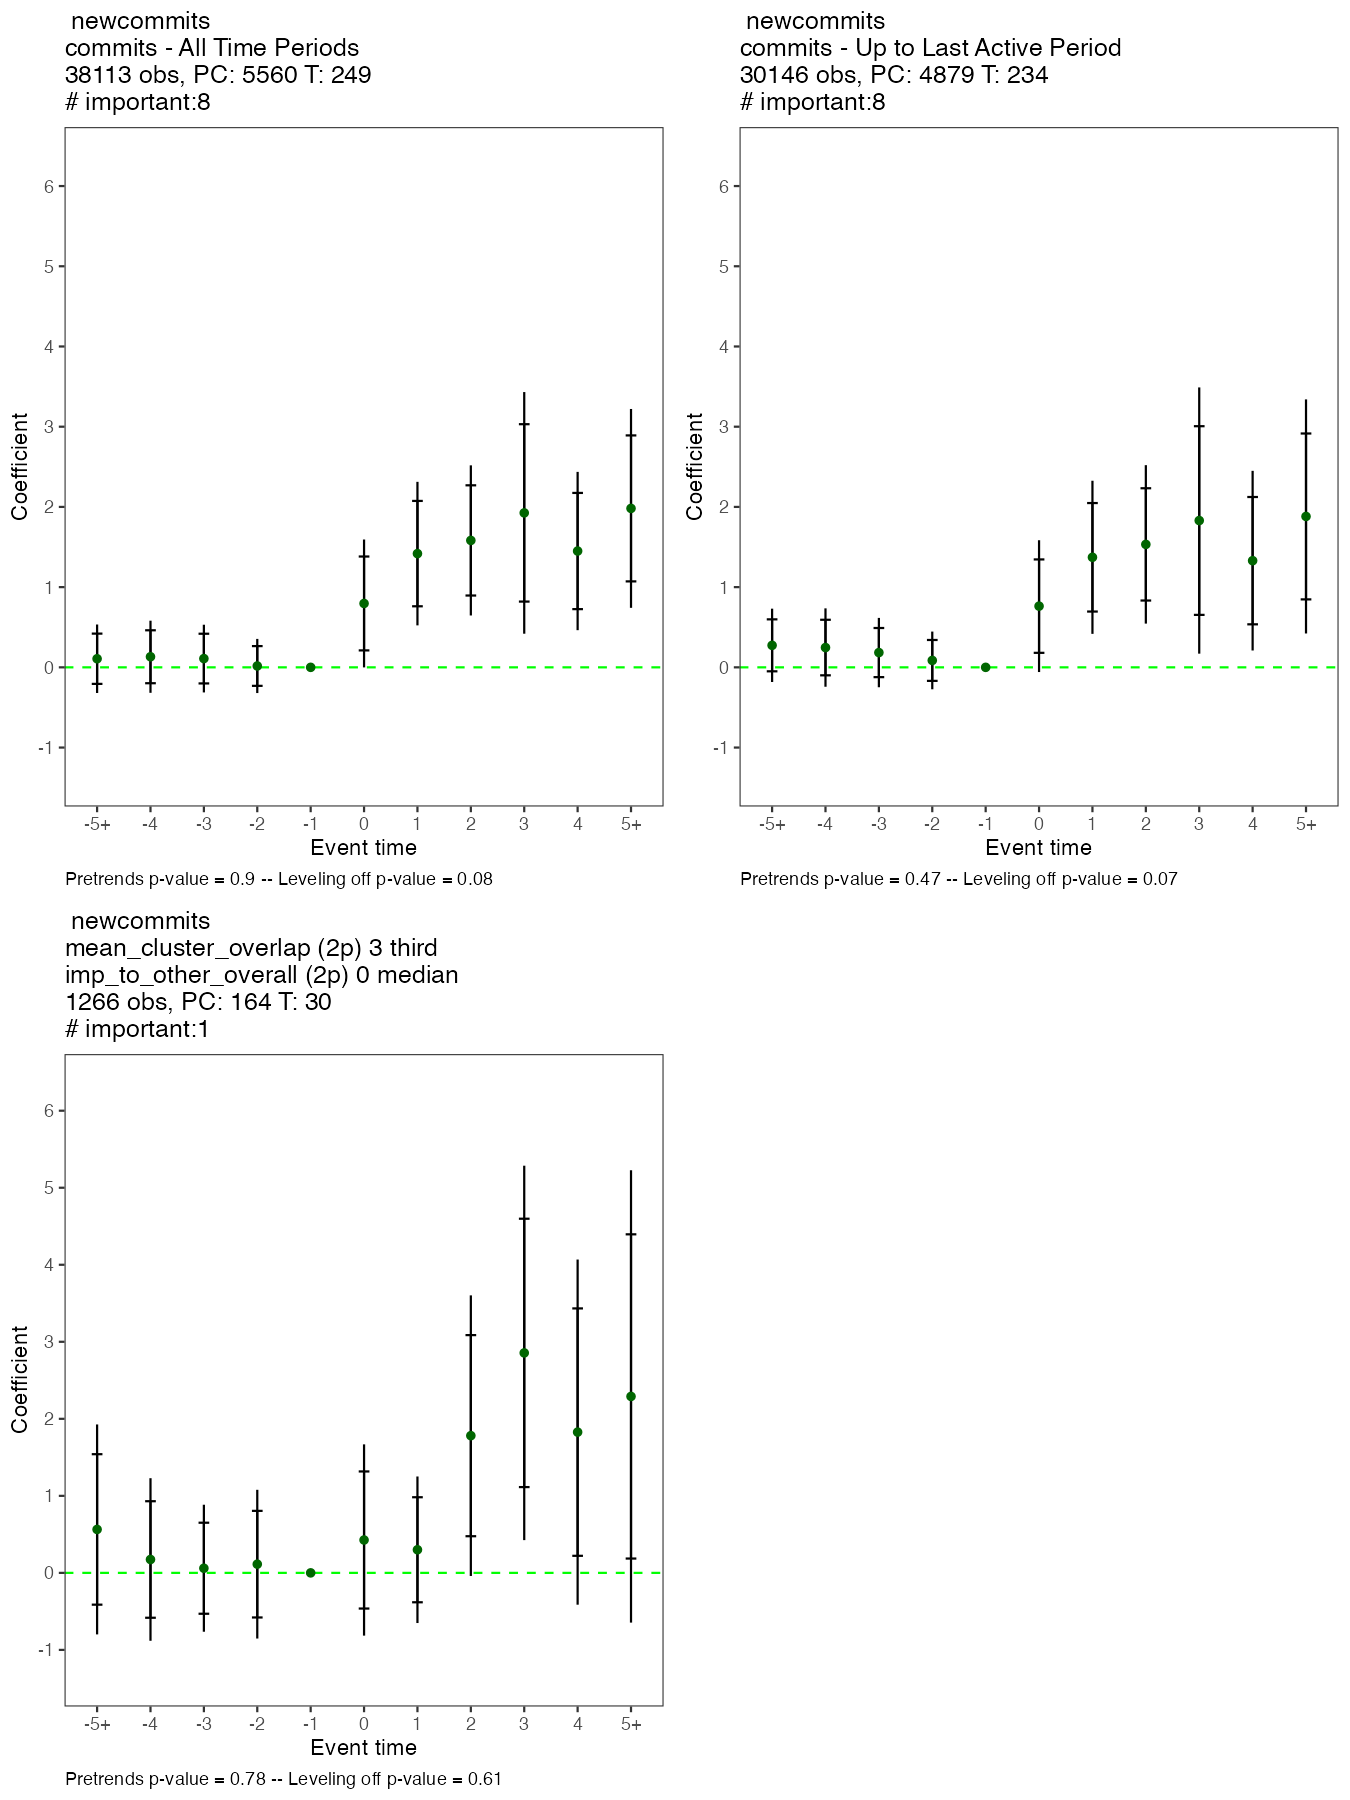 newcommits
commits - All Time Periods
38113 obs, PC: 5560 T: 249
# important:8
6
5
4
3
2
1
0
-1
Coefficient
-5+ -4 -3 -2 -1 0 1 2 3 4 5+
Event time
Pretrends p-value = 0.9 -- Leveling off p-value = 0.08
newcommits
commits - Up to Last Active Period
30146 obs, PC: 4879 T: 234
# important:8
6
5
4
3
2
1
0
-1
Coefficient
-5+ -4 -3 -2 -1 0 1 2 3 4 5+
Event time
Pretrends p-value = 0.47 -- Leveling off p-value = 0.07
newcommits
mean_cluster_overlap (2p) 3 third
imp_to_other_overall (2p) 0 median
1266 obs, PC: 164 T: 30
# important:1
6
5
4
3
2
1
0
-1
Coefficient
-5+ -4 -3 -2 -1 0 1 2 3 4 5+
Event time
Pretrends p-value = 0.78 -- Leveling off p-value = 0.61